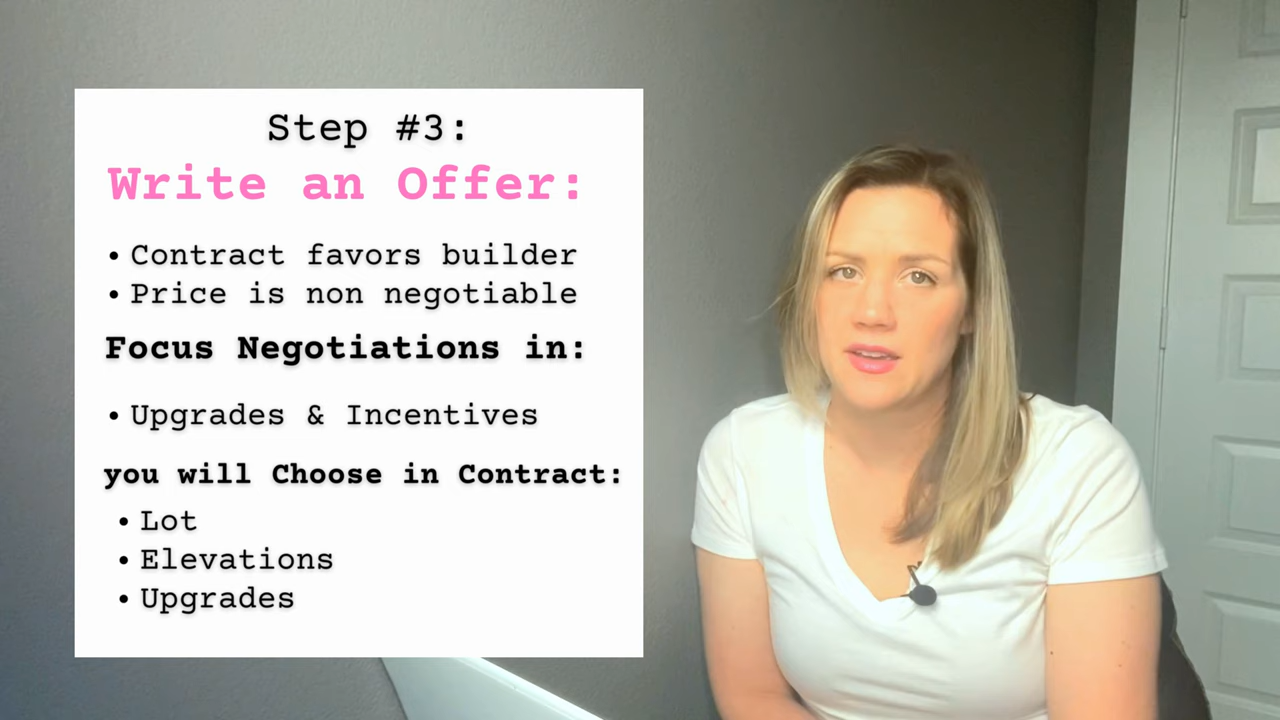 Step #3:
Write an Offer:
• Contract favors builder
• Price is non negotiable
Focus Negotiations in:
• Upgrades & Incentives
you will Choose in Contract:
• Lot
• Elevations
• Upgrades